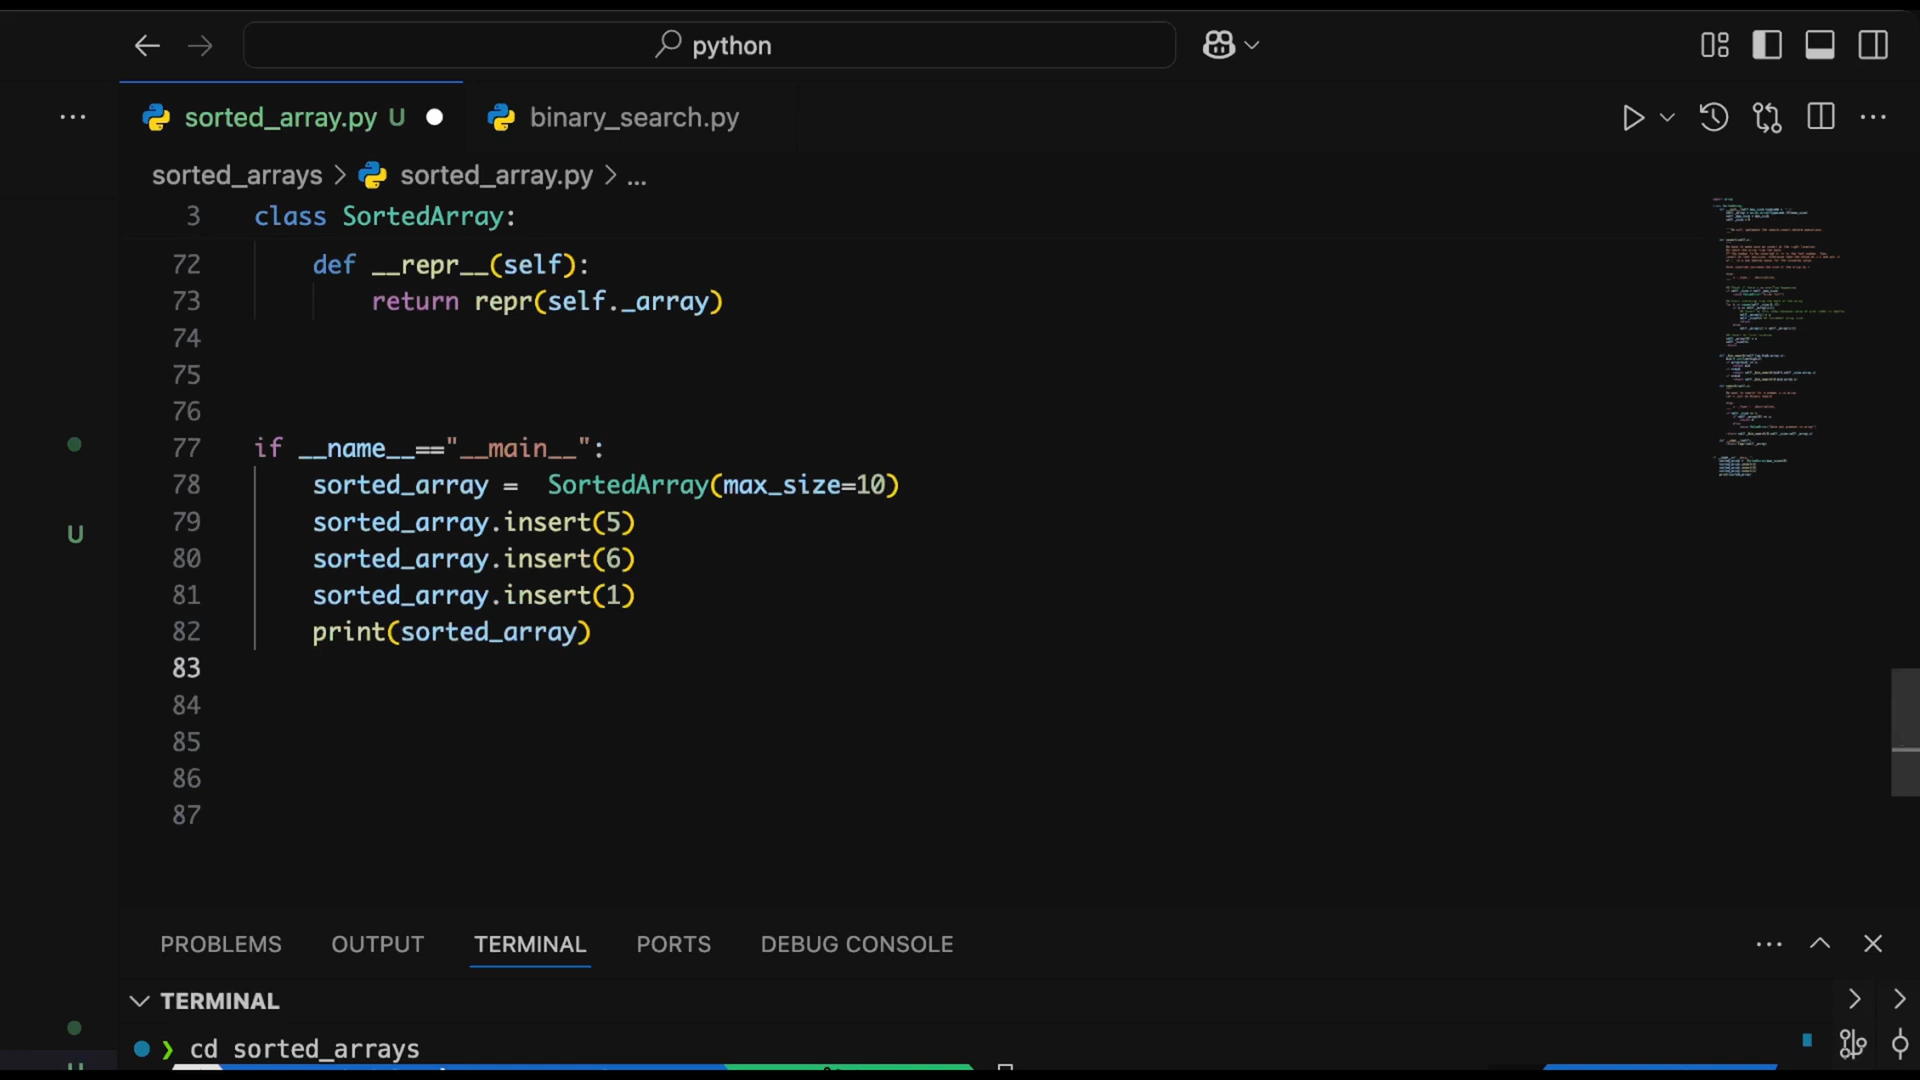 python
sorted_array.py U
binary_search.py
sorted_arrays > sorted_array.py > ...
3 class SortedArray:
72 def __repr__(self):
73 return repr(self._array)
74
75
76
77 if __name__=="__main__":
78 sorted_array =  SortedArray(max_size=10)
79 sorted_array.insert(5)
80 sorted_array.insert(6)
81 sorted_array.insert(1)
82 print(sorted_array)
83
84
85
86
87
U
PROBLEMS OUTPUT TERMINAL PORTS DEBUG CONSOLE
TERMINAL
❯ cd sorted_arrays